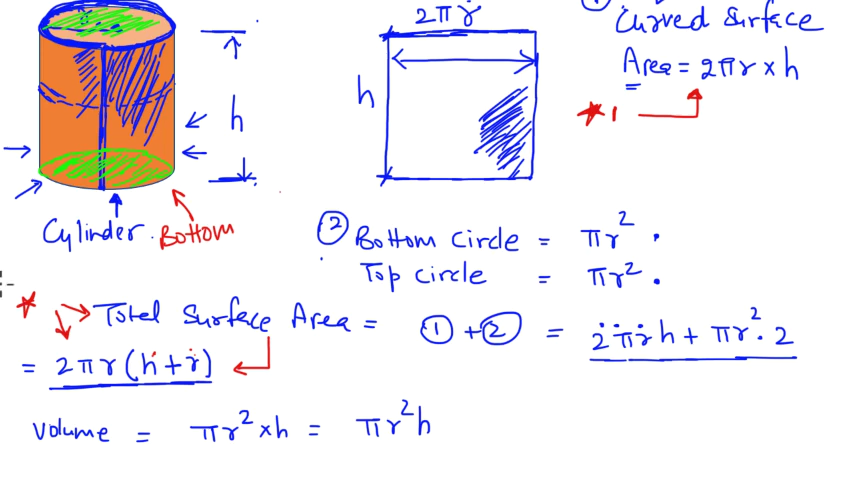 2πr
①
Curved Surface
Area = 2πr × h
1
h
h
Cylinder. Bottom
② Bottom circle = πr².
Top circle = πr².
Total Surface Area = ① + ② = 2πrh + πr². 2
= 2πr (h + r)
volume = πr² × h = πr²h